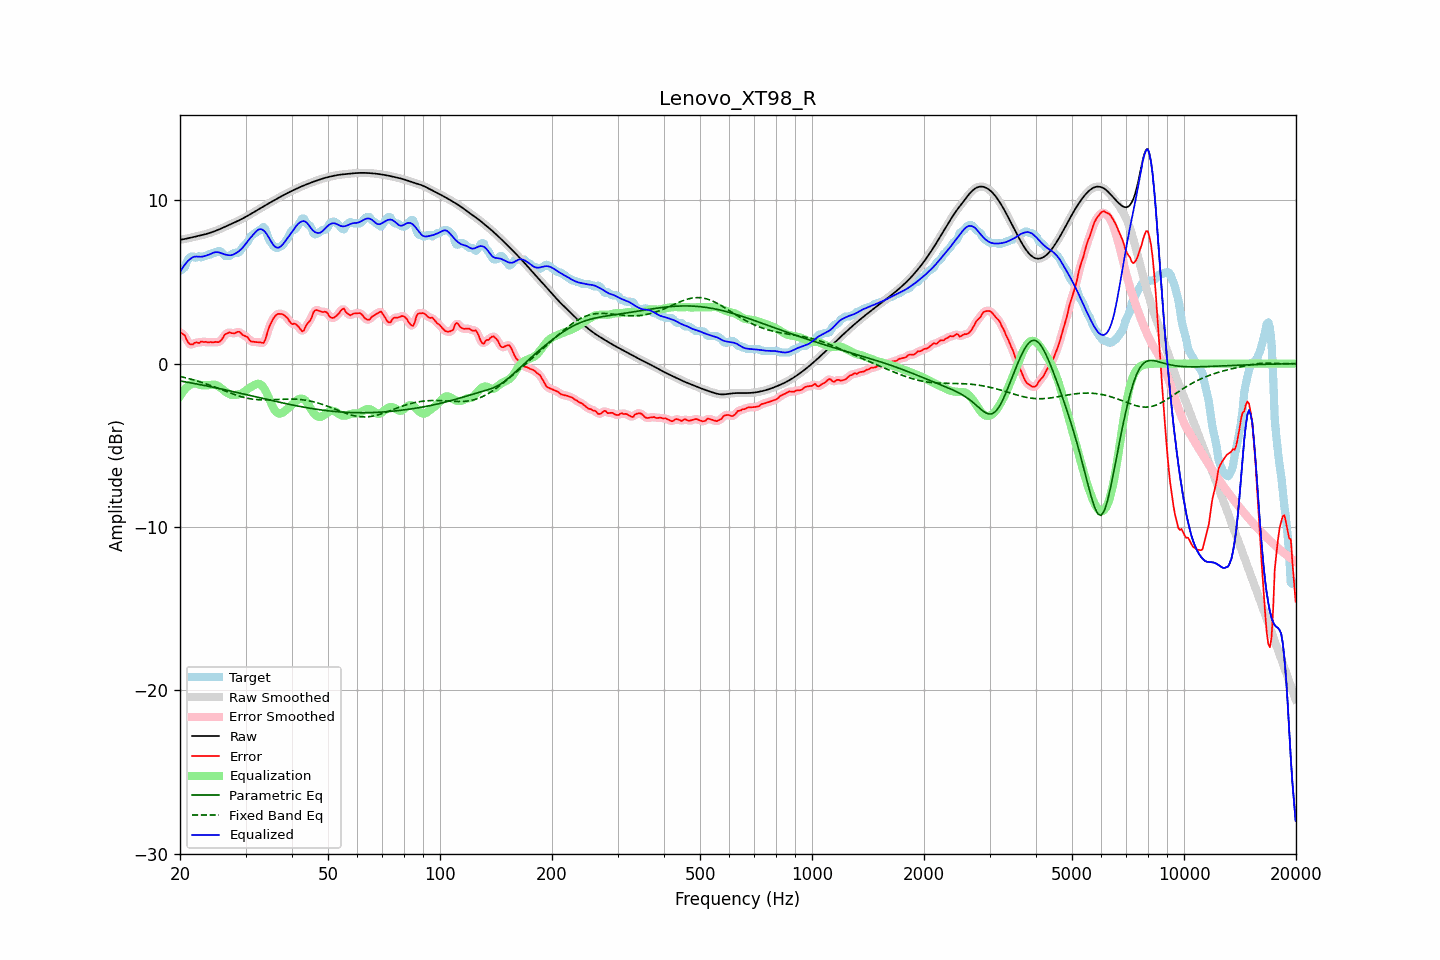 Lenovo_XT98_R
Amplitude (dBr)
10
0
−10
−20
−30
Target
Raw Smoothed
Error Smoothed
Raw
Error
Equalization
Parametric Eq
Fixed Band Eq
Equalized
20 50 100 200 500 1000 2000 5000 10000 20000
Frequency (Hz)